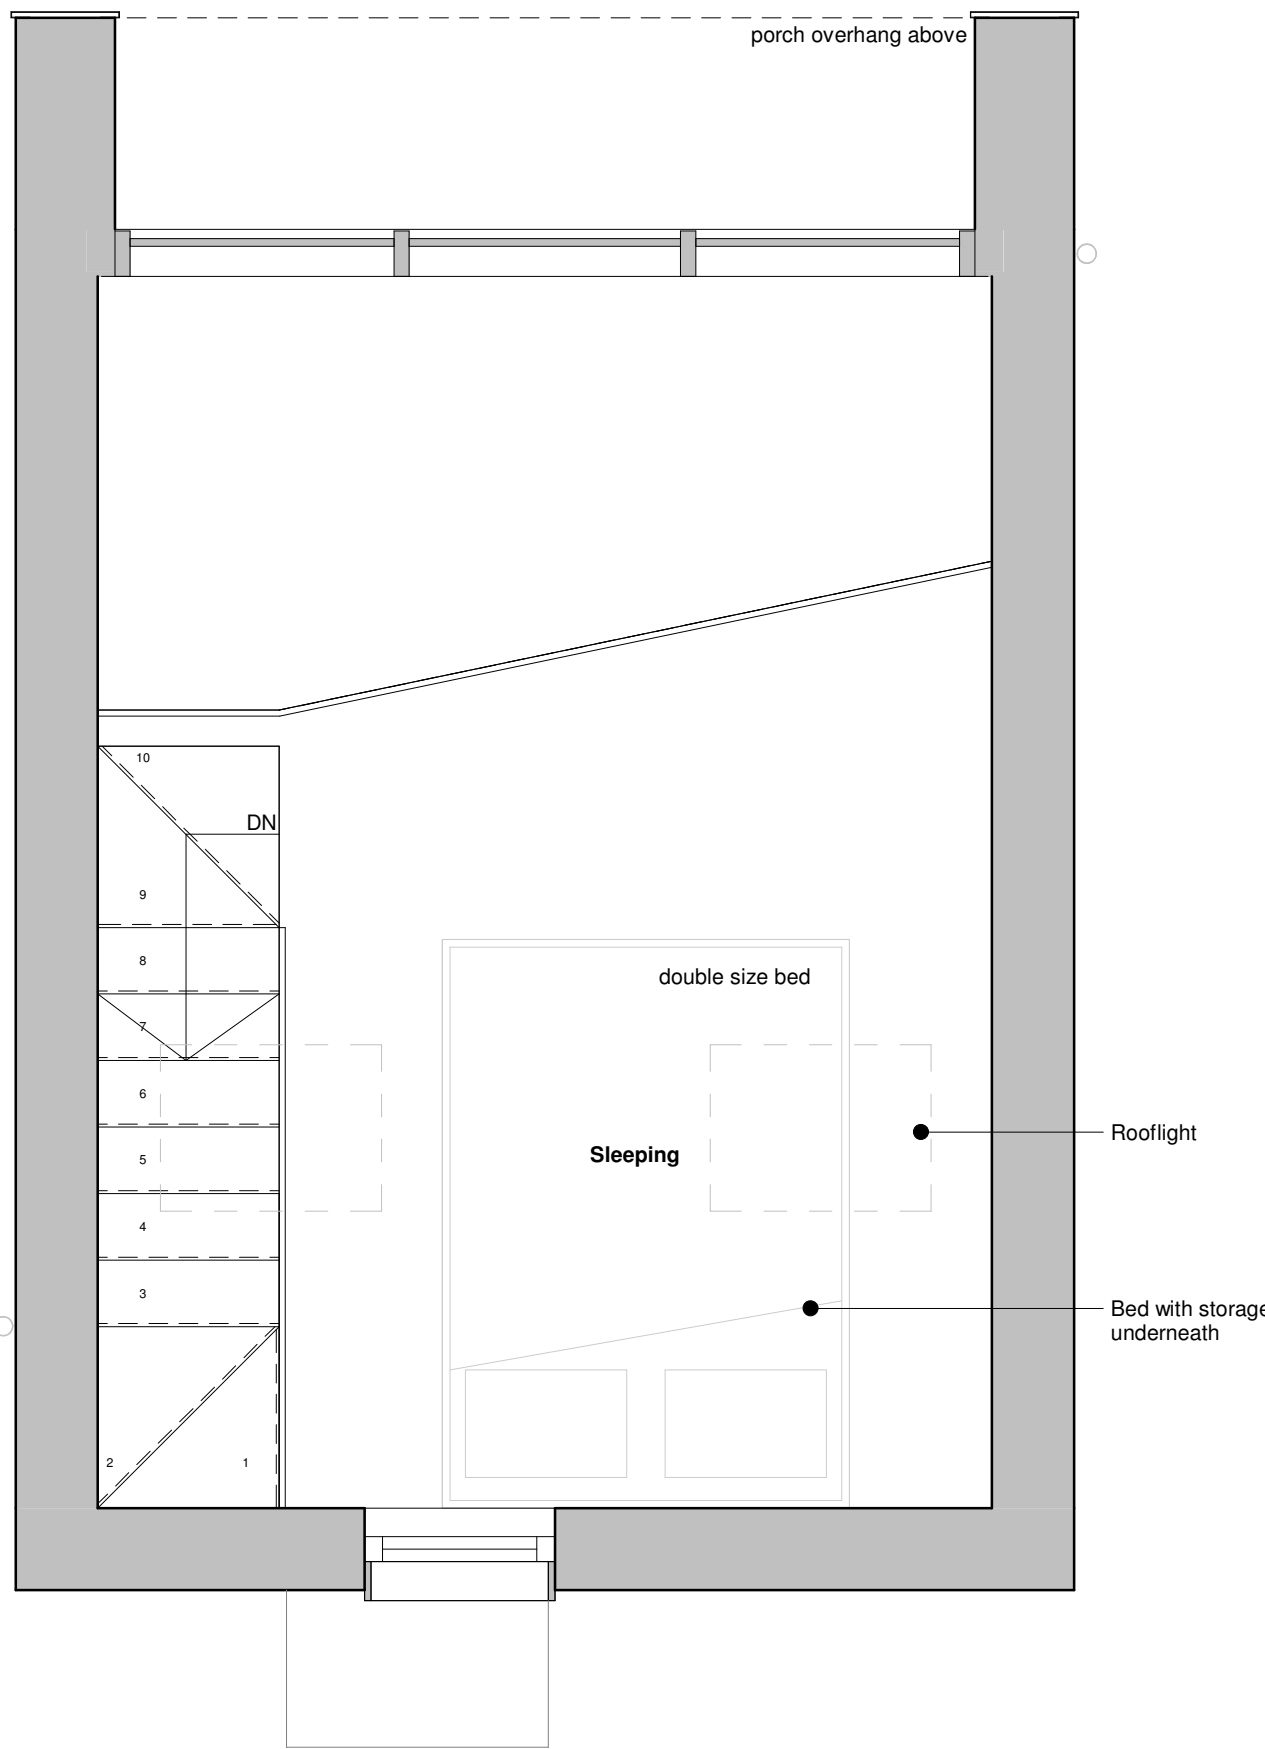 porch overhang above
10
DN
9
8
double size bed
7
6
Rooflight
Sleeping
5
4
3
Bed with storage
underneath
2
1